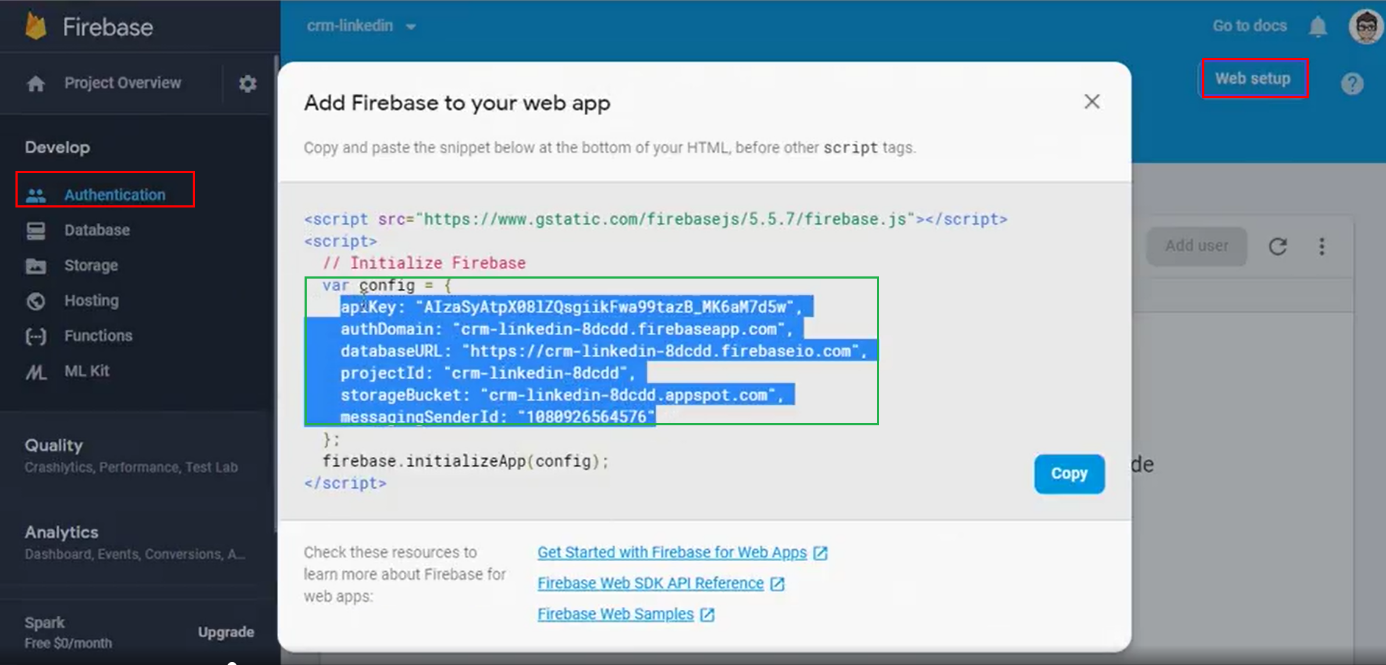 Firebase
crm-linkedin
Go to docs
Project Overview
Web setup
Develop
Authentication
Database
Storage
Hosting
Functions
ML Kit
Quality
Crashlytics, Performance, Test Lab
Analytics
Dashboard, Events, Conversions, A...
Spark
Free $0/month
Upgrade
Add Firebase to your web app
Copy and paste the snippet below at the bottom of your HTML, before other script tags.
<script src="https://www.gstatic.com/firebasejs/5.5.7/firebase.js"></script>
<script>
// Initialize Firebase
var config = {
apiKey: "AIzaSyAtpX08lZQsgiikFwa99tazB_MK6aM7d5w",
authDomain: "crm-linkedin-8dcdd.firebaseapp.com",
databaseURL: "https://crm-linkedin-8dcdd.firebaseio.com",
projectId: "crm-linkedin-8dcdd",
storageBucket: "crm-linkedin-8dcdd.appspot.com",
messagingSenderId: "1080926564576"
};
firebase.initializeApp(config);
</script>
Copy
Check these resources to
learn more about Firebase for
web apps:
Get Started with Firebase for Web Apps
Firebase Web SDK API Reference
Firebase Web Samples
Add user
de